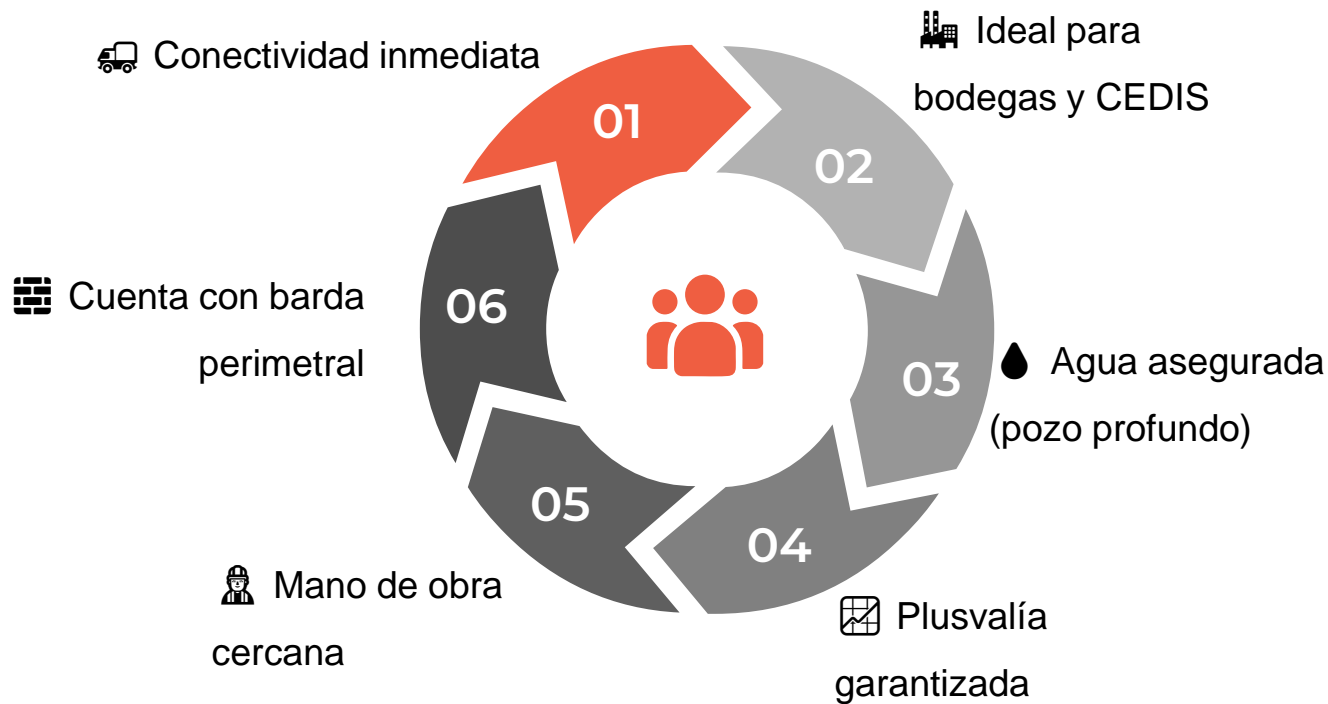 Conectividad inmediata
01
Ideal para
bodegas y CEDIS
02
Agua asegurada
(pozo profundo)
03
Plusvalía
garantizada
04
Mano de obra
cercana
05
Cuenta con barda
perimetral
06